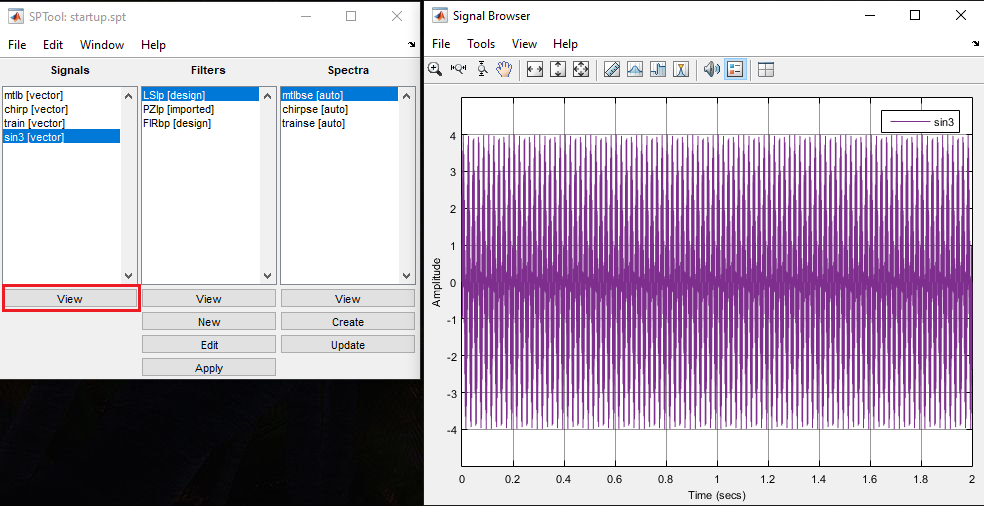 SPTool: startup.spt
File Edit Window Help
Signals Filters Spectra
mtlb [vector]
chirp [vector]
train [vector]
sin3 [vector]
LSlp [design]
PZlp [imported]
FIRbp [design]
mtlbse [auto]
chirpse [auto]
trainse [auto]
View View View
New Create
Edit Update
Apply
Signal Browser
File Tools View Help
sin3
4
3
2
1
0
-1
-2
-3
-4
Amplitude
0 0.2 0.4 0.6 0.8 1 1.2 1.4 1.6 1.8 2
Time (secs)